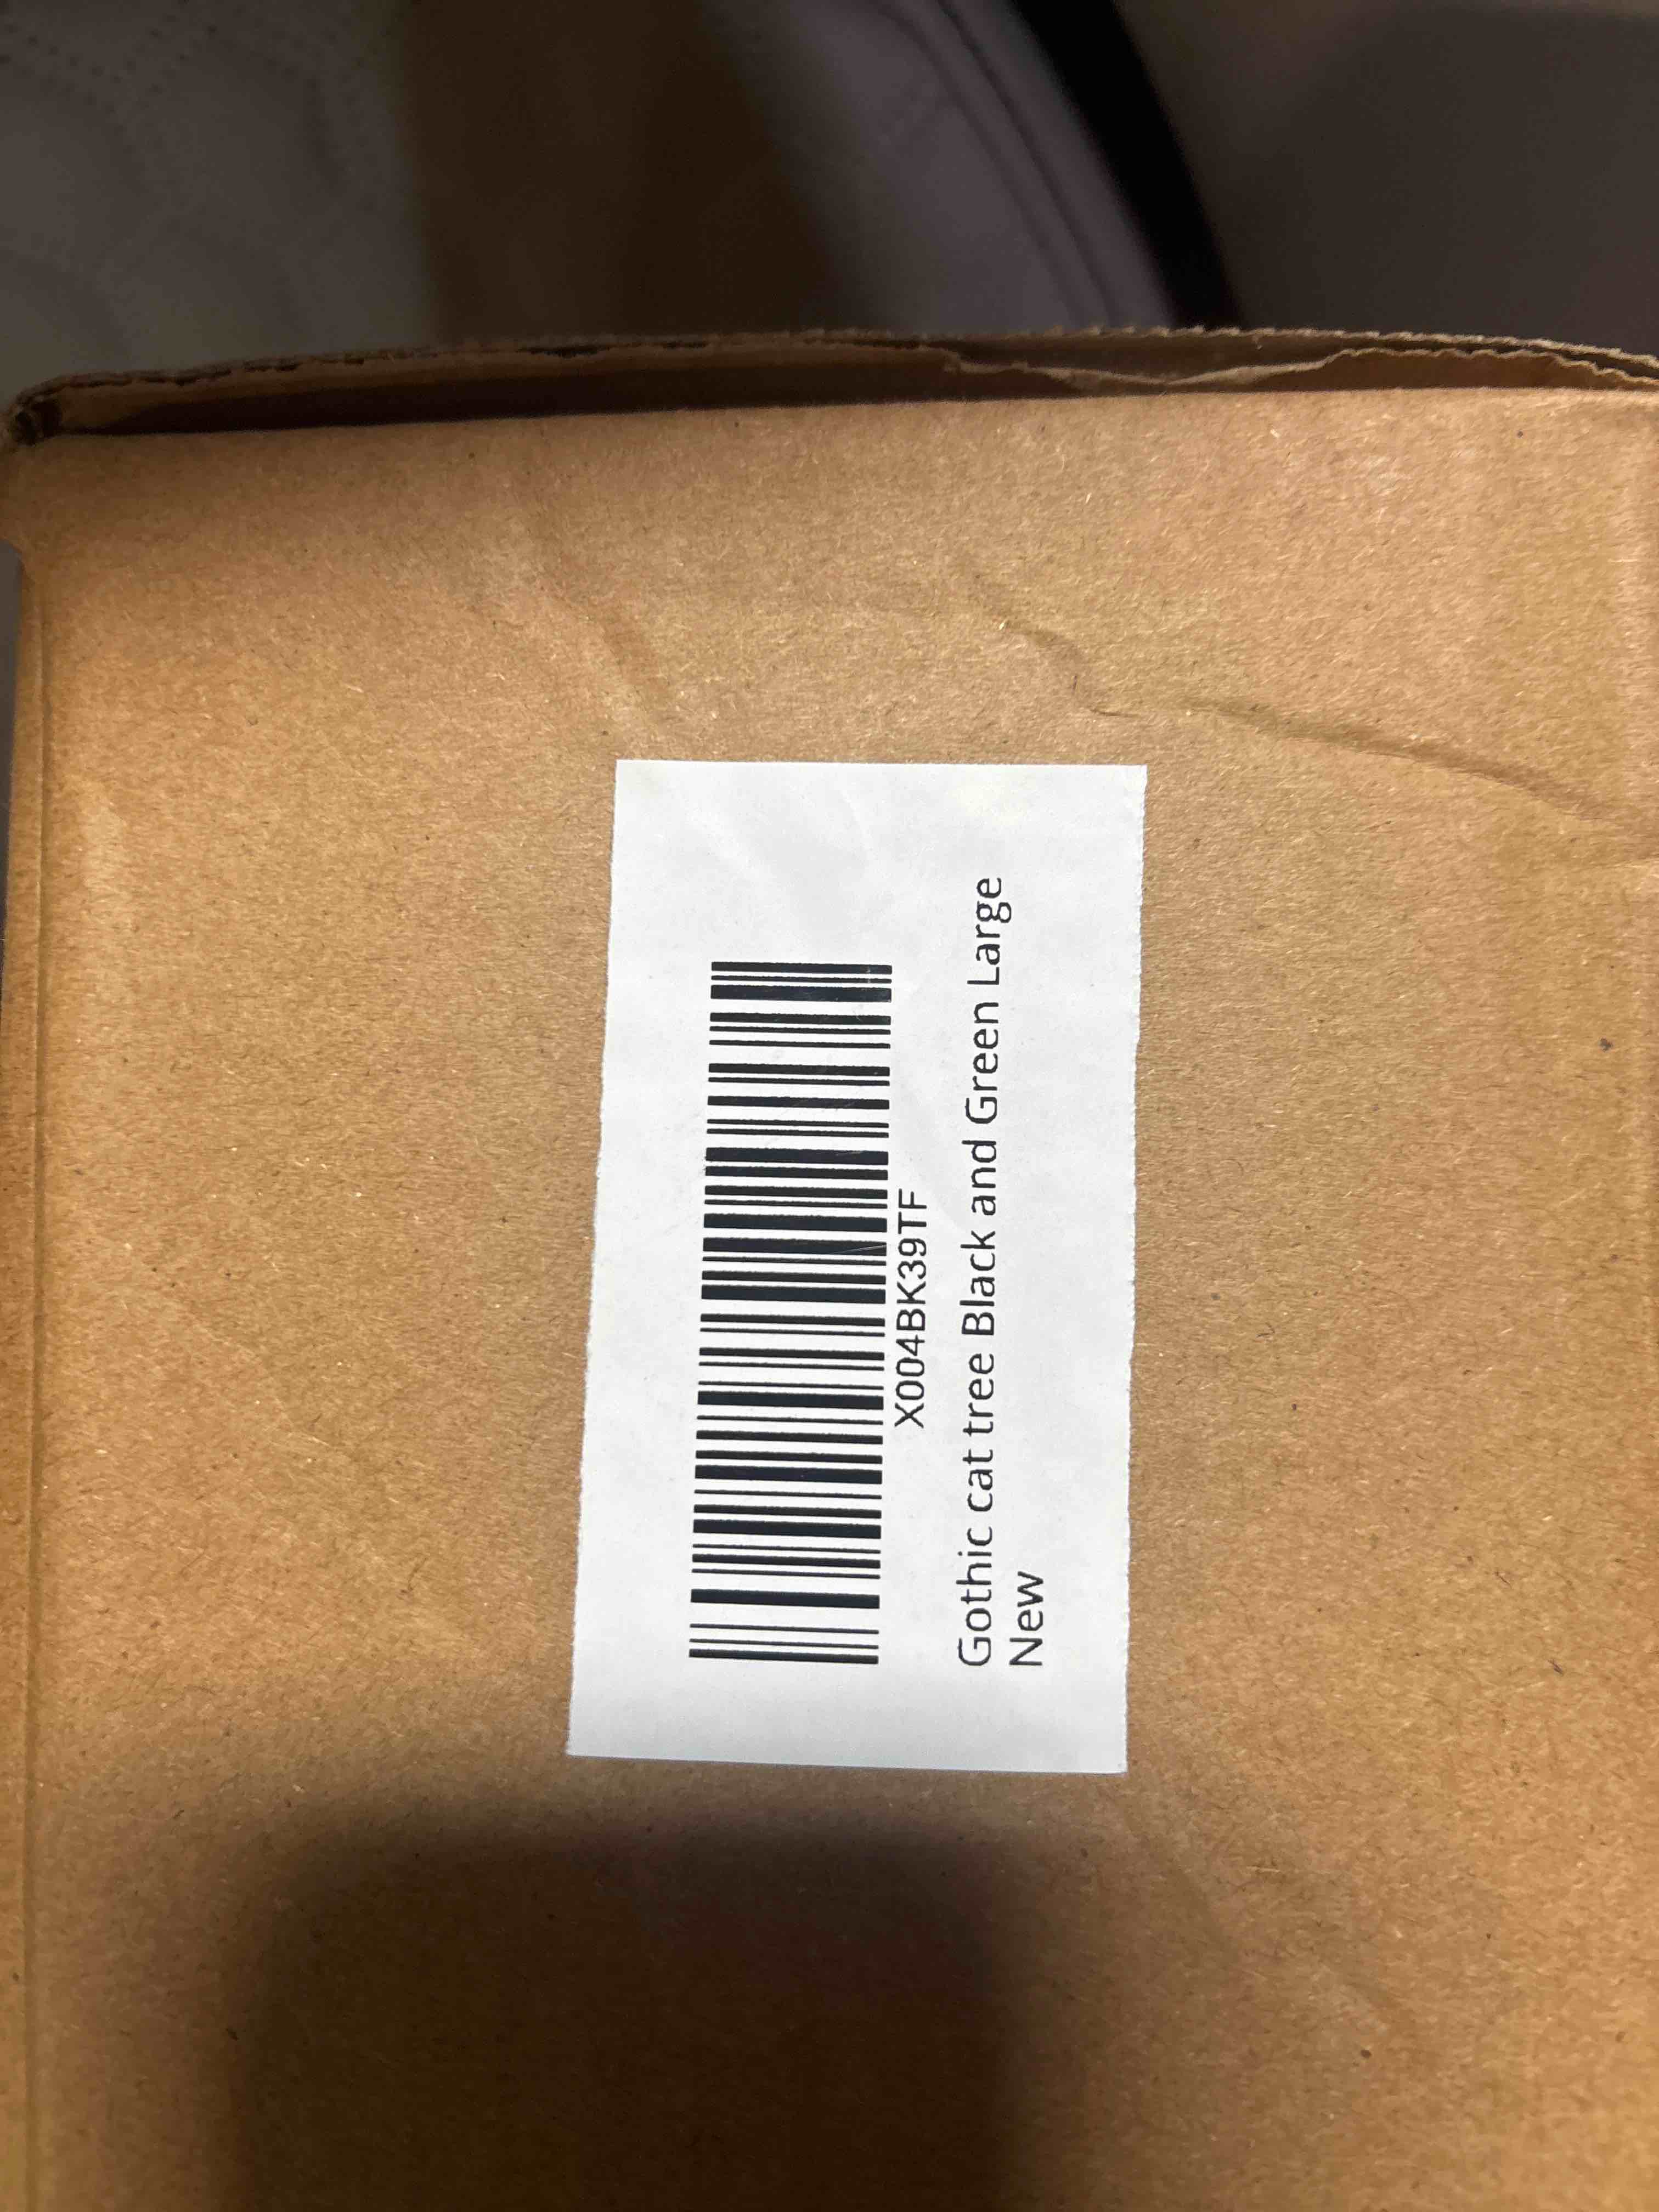 X004BK39TF
Gothic cat tree Black and Green Large
New